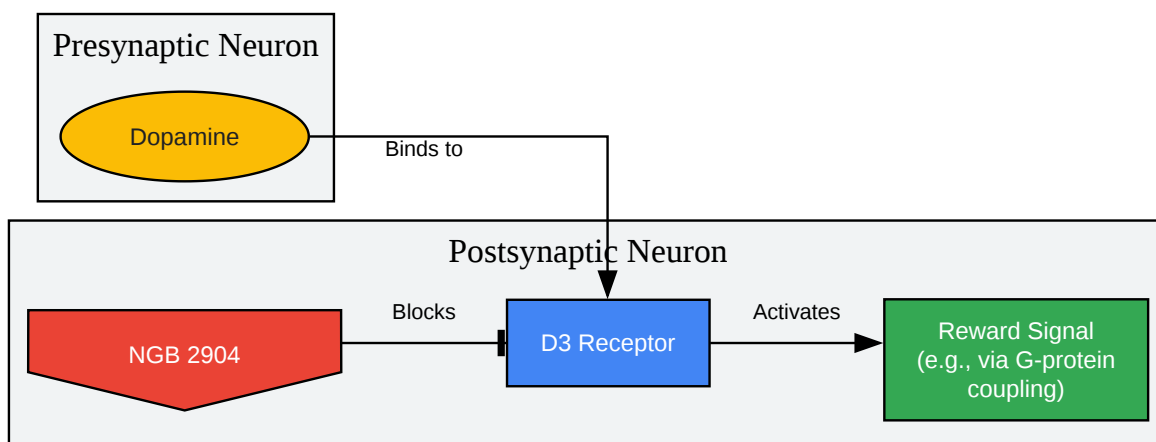 Presynaptic Neuron
Dopamine
Binds to
Postsynaptic Neuron
NGB 2904
Blocks
D3 Receptor
Activates
Reward Signal
(e.g., via G-protein
coupling)